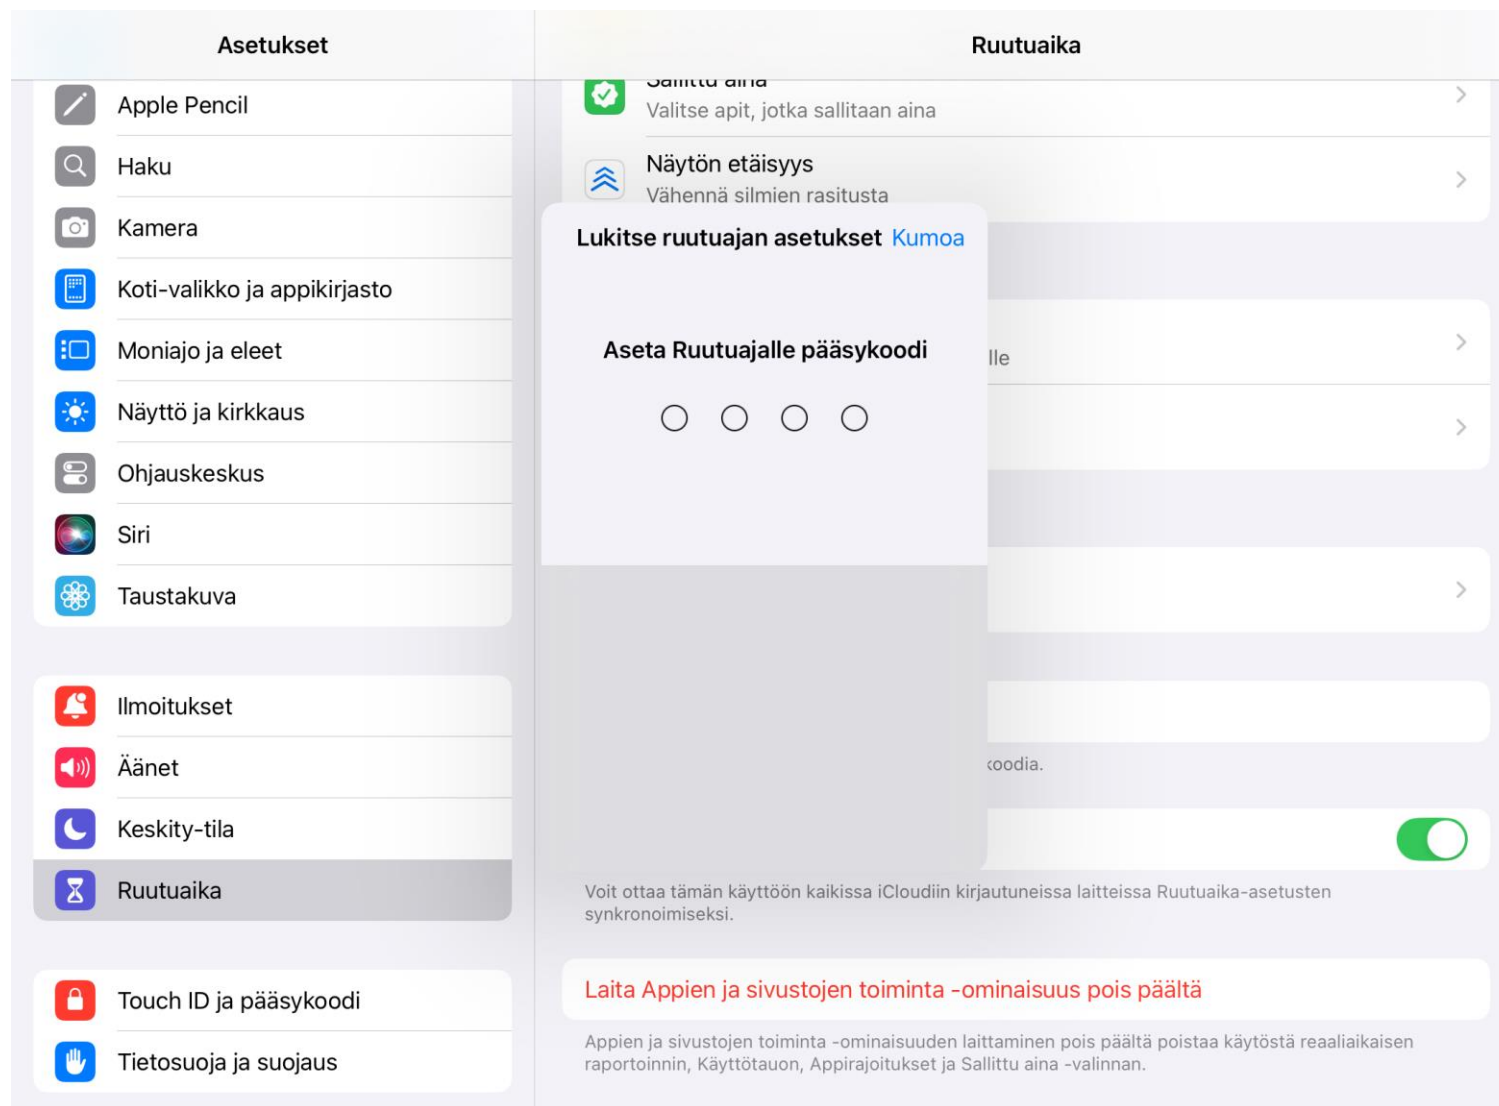 Asetukset
Apple Pencil
Haku
Kamera
Koti-valikko ja appikirjasto
Moniajo ja eleet
Näyttö ja kirkkaus
Ohjauskeskus
Siri
Taustakuva
Ilmoitukset
Äänet
Keskity-tila
Ruutuaika
Touch ID ja pääsykoodi
Tietosuoja ja suojaus
Ruutuaika
Sallittu aina
Valitse apit, jotka sallitaan aina
Näytön etäisyys
Vähennä silmien rasitusta
Lukitse ruutuajan asetukset Kumoa
Aseta Ruutuajalle pääsykoodi
lle
koodia.
Voit ottaa tämän käyttöön kaikissa iCloudiin kirjautuneissa laitteissa Ruutuaika-asetusten
synkronoimiseksi.
Laita Appien ja sivustojen toiminta -ominaisuus pois päältä
Appien ja sivustojen toiminta -ominaisuuden laittaminen pois päältä poistaa käytöstä reaaliaikaisen
raportoinnin, Käyttötauon, Appirajoitukset ja Sallittu aina -valinnan.